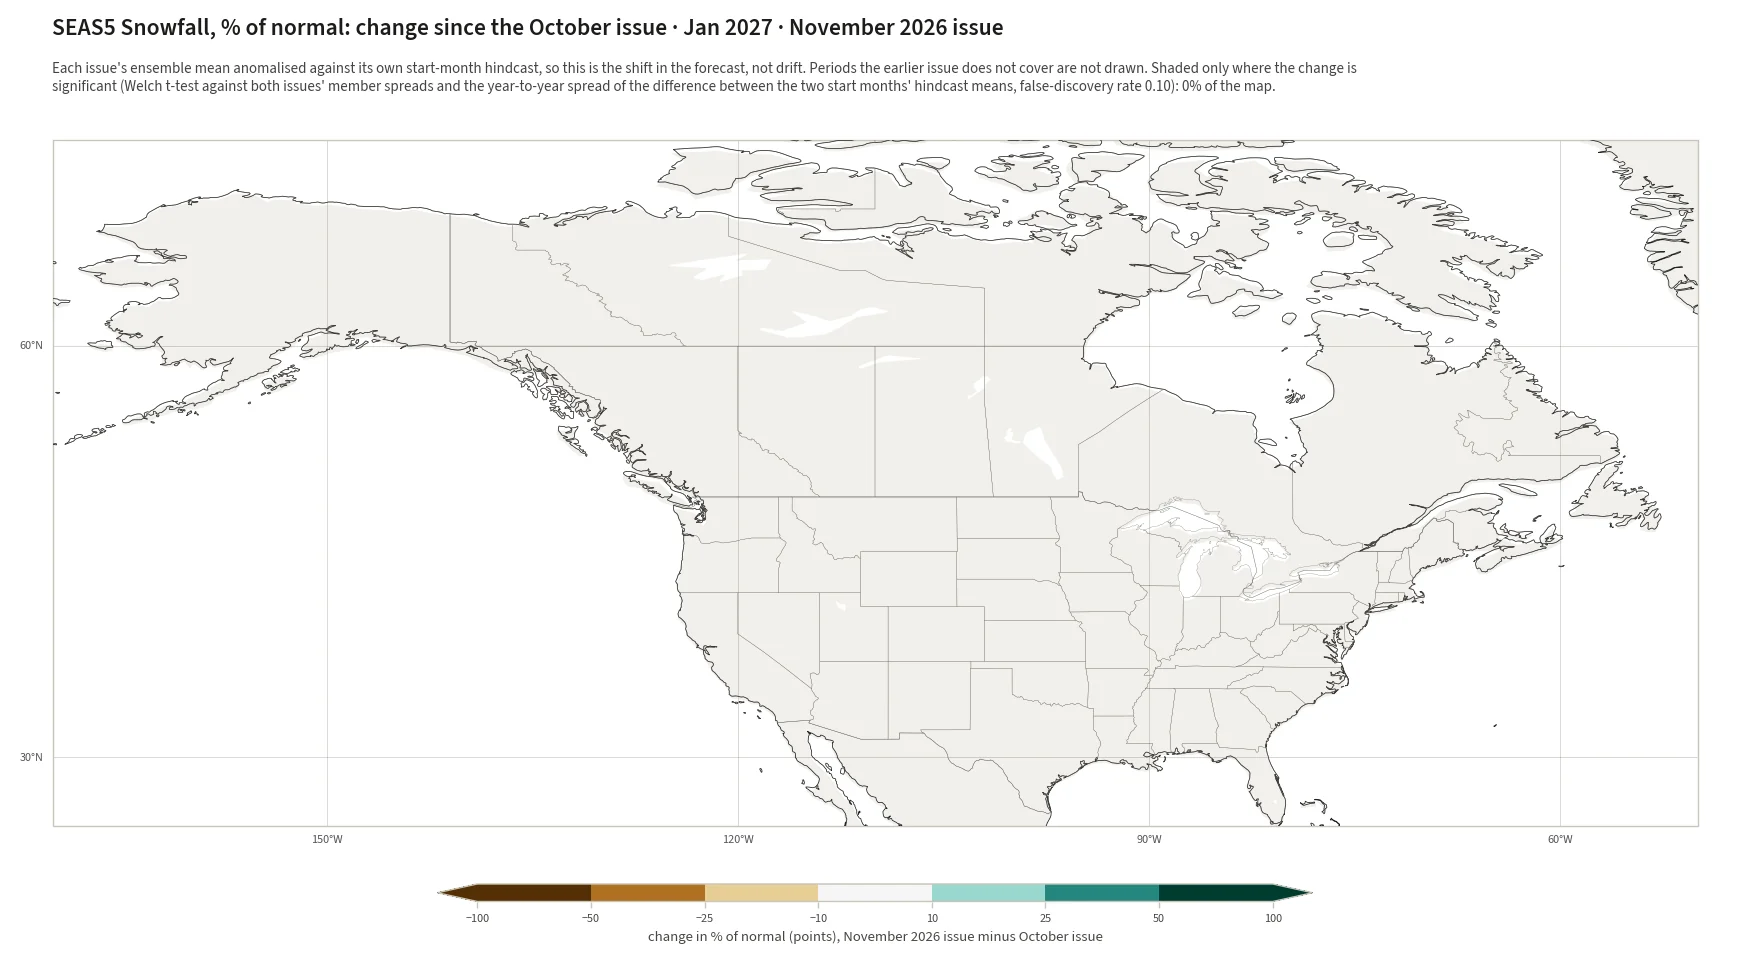 SEAS5 Snowfall, % of normal: change since the October issue · Jan 2027 · November 2026 issue
Each issue's ensemble mean anomalised against its own start-month hindcast, so this is the shift in the forecast, not drift. Periods the earlier issue does not cover are not drawn. Shaded only where the change is
significant (Welch t-test against both issues' member spreads and the year-to-year spread of the difference between the two start months' hindcast means, false-discovery rate 0.10): 0% of the map.
60°N
30°N
150°W 120°W 90°W 60°W
−100 −50 −25 −10 10 25 50 100
change in % of normal (points), November 2026 issue minus October issue